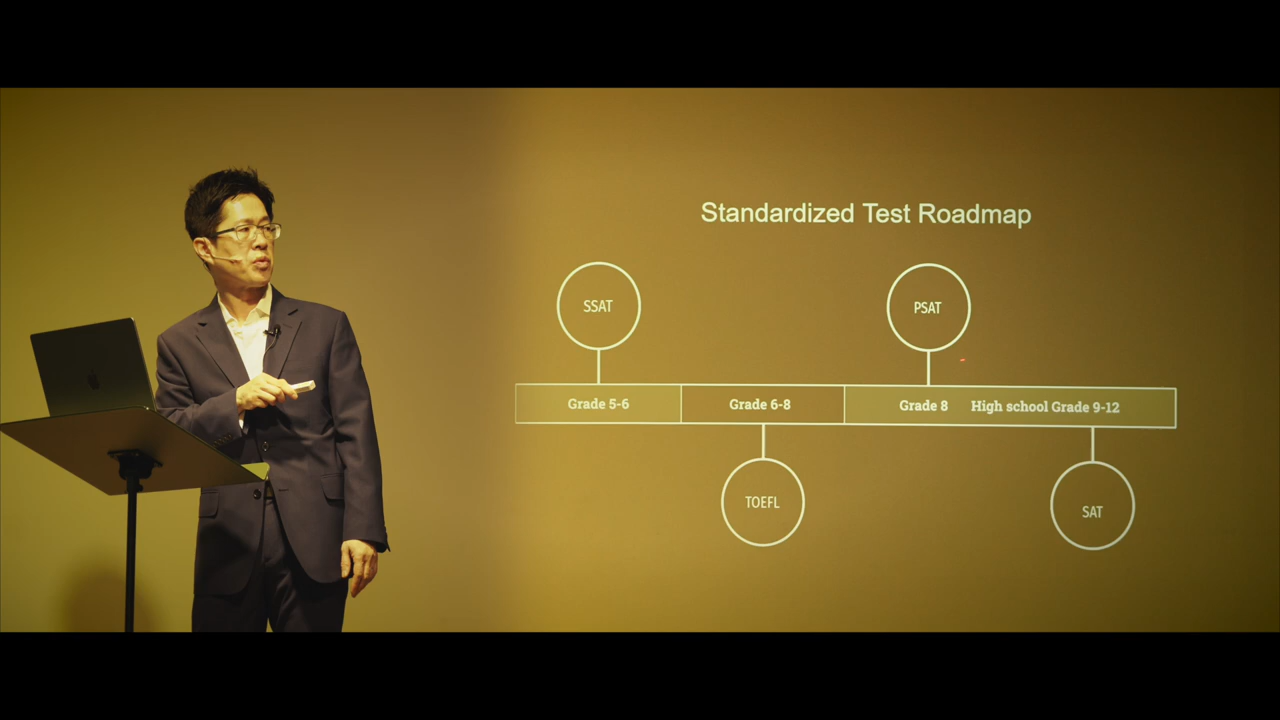 Standardized Test Roadmap
SSAT
PSAT
Grade 5-6
Grade 6-8
Grade 8
High school Grade 9-12
TOEFL
SAT